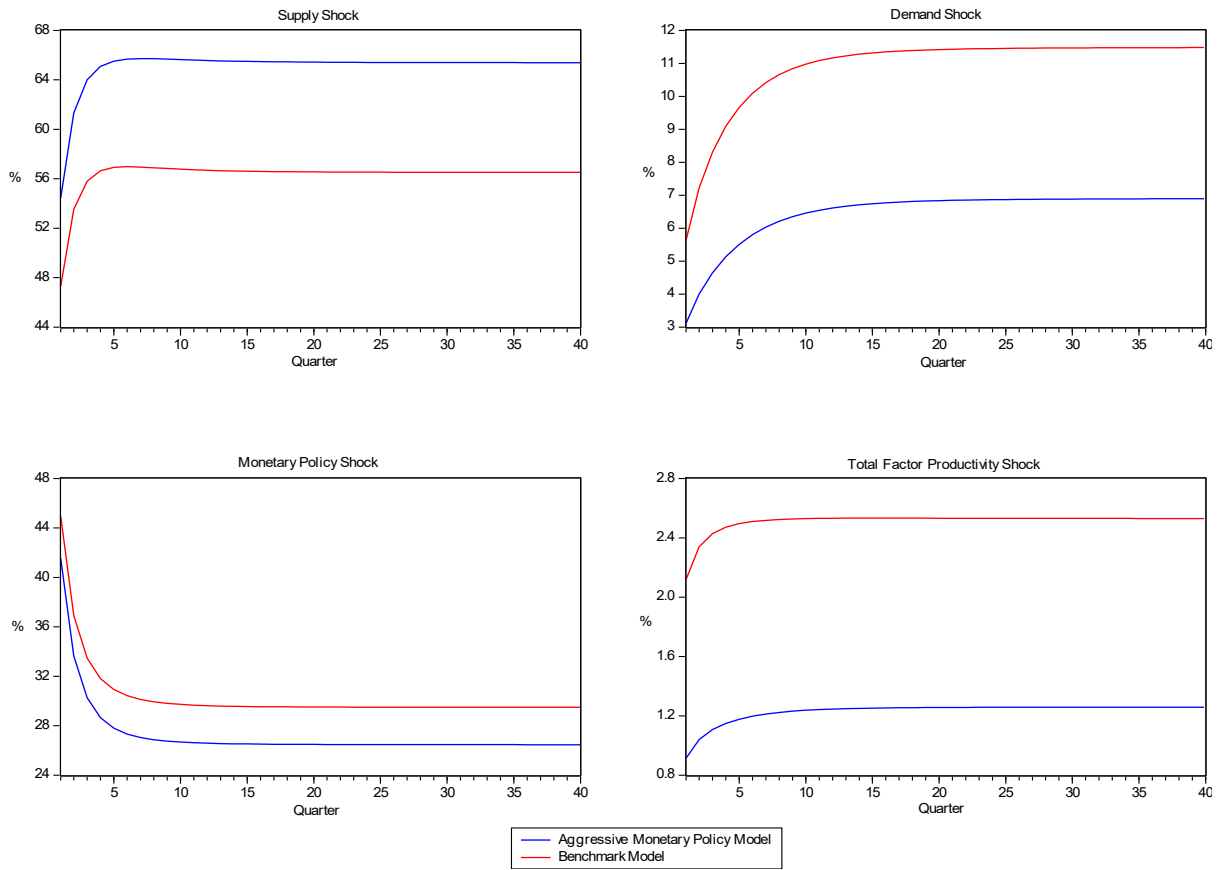 Supply Shock
68
64
60
56
52
48
44
%
5 10 15 20 25 30 35 40
Quarter
Demand Shock
12
11
10
9
8
7
6
5
4
3
%
5 10 15 20 25 30 35 40
Quarter
Monetary Policy Shock
48
44
40
36
32
28
24
%
5 10 15 20 25 30 35 40
Quarter
Total Factor Productivity Shock
2.8
2.4
2.0
1.6
1.2
0.8
%
5 10 15 20 25 30 35 40
Quarter
Aggressive Monetary Policy Model
Benchmark Model